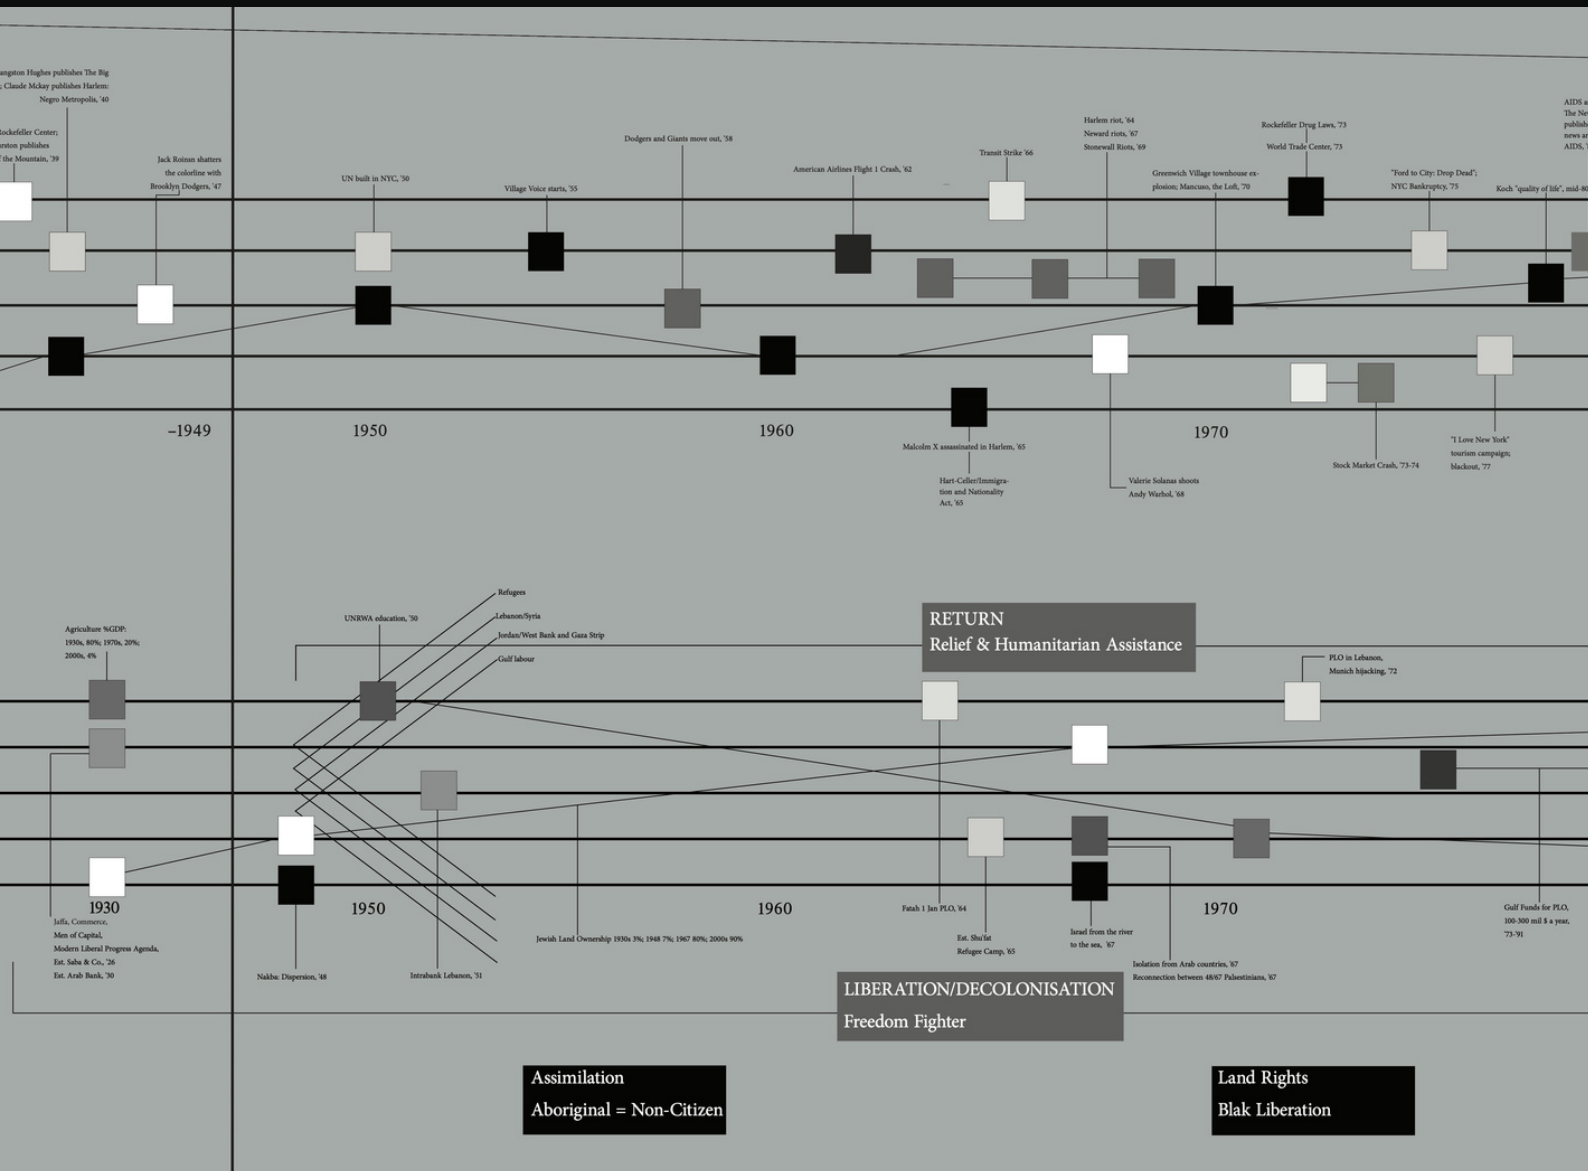 angston Hughes publishes The Big
; Claude Mckay publishes Harlem:
Negro Metropolis, '40
Rockefeller Center;
urston publishes
f the Mountain, '39
Jack Roinsn shatters
the colorline with
Brooklyn Dodgers, '47
UN built in NYC, '50
Village Voice starts, '55
Dodgers and Giants move out, '58
American Airlines Flight 1 Crash, '62
Transit Strike '66
Harlem riot, '64
Neward riots, '67
Stonewall Riots, '69
Greenwich Village townhouse ex-
plosion; Mancuso, the Loft, '70
Rockefeller Drug Laws, '73
World Trade Center, '73
"Ford to City: Drop Dead";
NYC Bankruptcy, '75
Koch "quality of life", mid-80
AIDS a
The Ne
publish
news a
AIDS, '
–1949
1950
1960
1970
Malcolm X assassinated in Harlem, '65
Hart-Celler/Immigra-
tion and Nationality
Act, '65
Valerie Solanas shoots
Andy Warhol, '68
Stock Market Crash, '73-74
"I Love New York"
tourism campaign;
blackout, '77
Agriculture %GDP:
1930s, 80%; 1970s, 20%;
2000s, 4%
UNRWA education, '50
Refugees
Lebanon/Syria
Jordan/West Bank and Gaza Strip
Gulf labour
RETURN
Relief & Humanitarian Assistance
PLO in Lebanon,
Munich hijacking, '72
1930
1950
1960
1970
Jaffa, Commerce,
Men of Capital,
Modern Liberal Progress Agenda,
Est. Saba & Co., '26
Est. Arab Bank, '30
Nakba: Dispersion, '48
Intrabank Lebanon, '51
Jewish Land Ownership 1930s 3%; 1948 7%; 1967 80%; 2000s 90%
Fatah 1 Jan PLO, '64
Est. Shu'fat
Refugee Camp, '65
Israel from the river
to the sea, '67
Isolation from Arab countries, '67
Reconnection between 48/67 Palsestinians, '67
Gulf Funds for PLO,
100-300 mil $ a year,
'73-'91
LIBERATION/DECOLONISATION
Freedom Fighter
Assimilation
Aboriginal = Non-Citizen
Land Rights
Blak Liberation